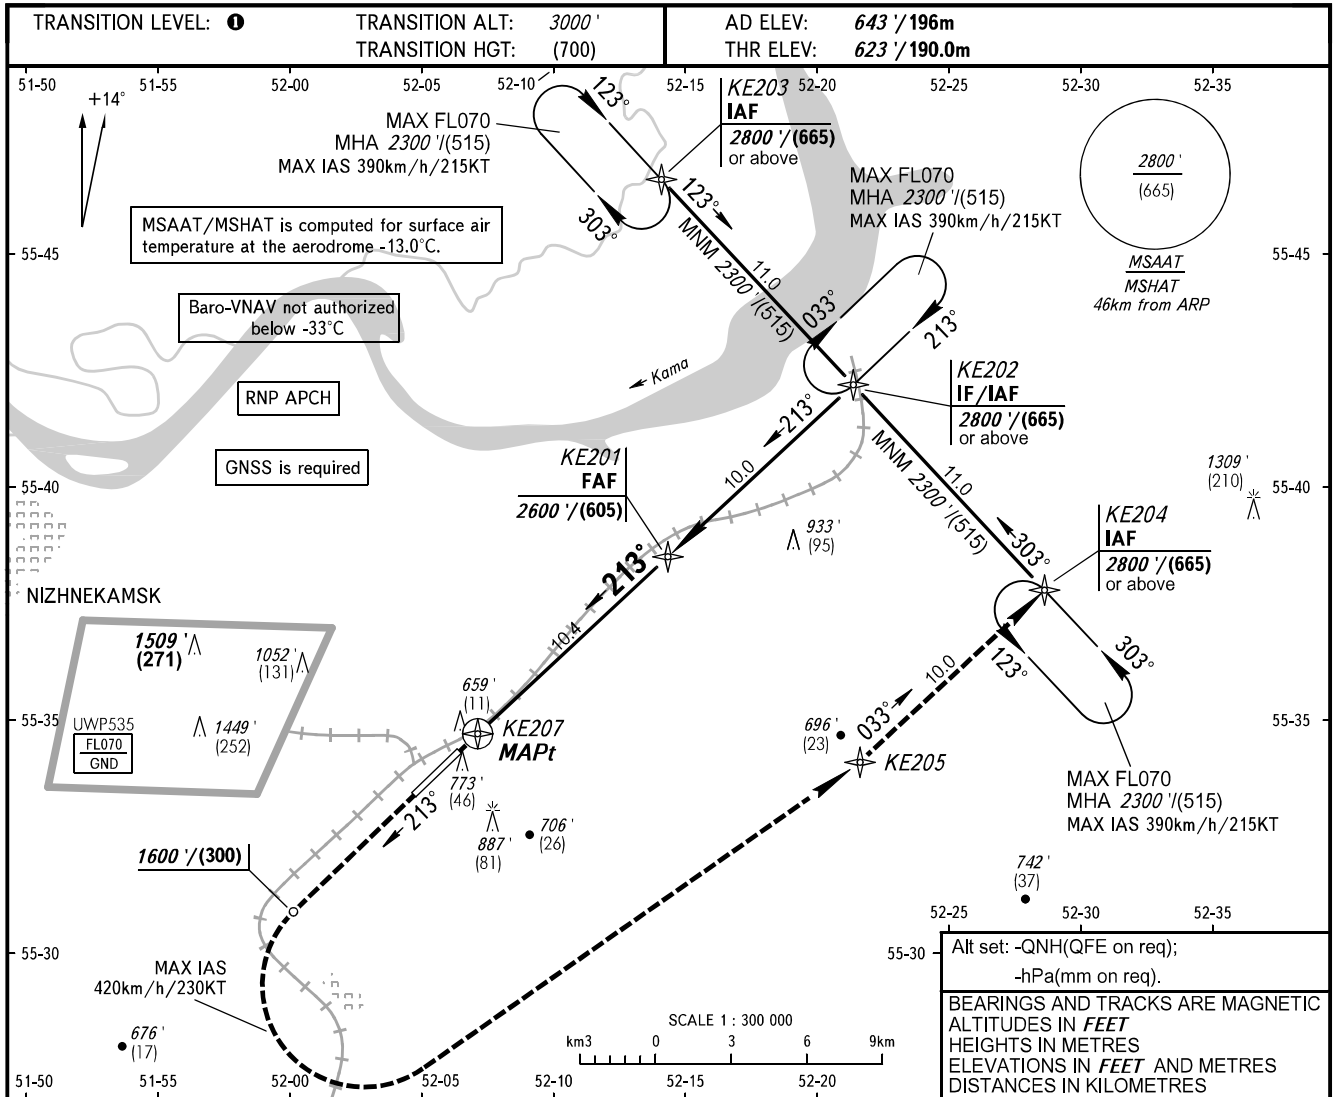 TRANSITION LEVEL: ❶
TRANSITION ALT: 3000 '
TRANSITION HGT: (700)
AD ELEV: 643 '/196m
THR ELEV: 623 '/190.0m
51-50
51-55
52-00
52-05
52-10
52-15
52-20
52-25
52-30
52-35
+14°
MAX FL070
MHA 2300 '/(515)
MAX IAS 390km/h/215KT
123°
303°
KE203
IAF
2800 '/(665)
or above
MAX FL070
MHA 2300 '/(515)
MAX IAS 390km/h/215KT
2800 '
(665)
MSAAT
MSHAT
46km from ARP
MSAAT/MSHAT is computed for surface air
temperature at the aerodrome -13.0°C.
123°
MNM 2300 '/(515)
11.0
55-45
55-45
033°
213°
Baro-VNAV not authorized
below -33°C
RNP APCH
GNSS is required
Kama
KE202
IF/IAF
2800 '/(665)
or above
213°
10.0
MNM 2300 '/(515)
11.0
303°
55-40
55-40
KE201
FAF
2600 '/(605)
1309 '
(210)
933 '
(95)
KE204
IAF
2800 '/(665)
or above
213°
10.4
NIZHNEKAMSK
1509 '
(271)
1052 '
(131)
1449 '
(252)
UWP535
FL070
GND
123°
303°
10.0
033°
659 '
(11)
KE207
MAPt
696 '
(23)
KE205
55-35
55-35
773 '
(46)
213°
887 '
(81)
706 '
(26)
MAX FL070
MHA 2300 '/(515)
MAX IAS 390km/h/215KT
1600 '/(300)
742 '
(37)
52-25
52-30
52-35
55-30
55-30
MAX IAS
420km/h/230KT
676 '
(17)
SCALE 1 : 300 000
km3 0 3 6 9km
Alt set: -QNH(QFE on req);
-hPa(mm on req).
BEARINGS AND TRACKS ARE MAGNETIC
ALTITUDES IN FEET
HEIGHTS IN METRES
ELEVATIONS IN FEET AND METRES
DISTANCES IN KILOMETRES
51-50
51-55
52-00
52-05
52-10
52-15
52-20